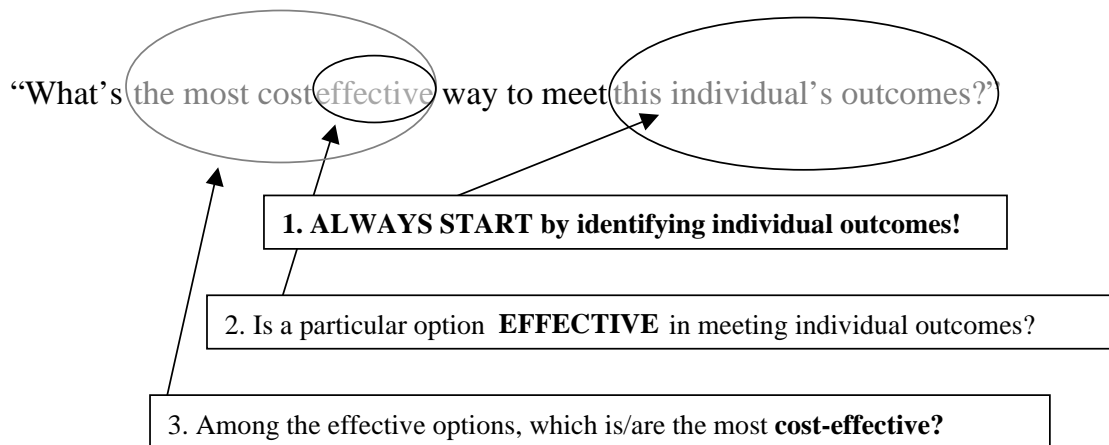 “What’s the most cost effective way to meet this individual’s outcomes?”
1. ALWAYS START by identifying individual outcomes!
2. Is a particular option EFFECTIVE in meeting individual outcomes?
3. Among the effective options, which is/are the most cost-effective?